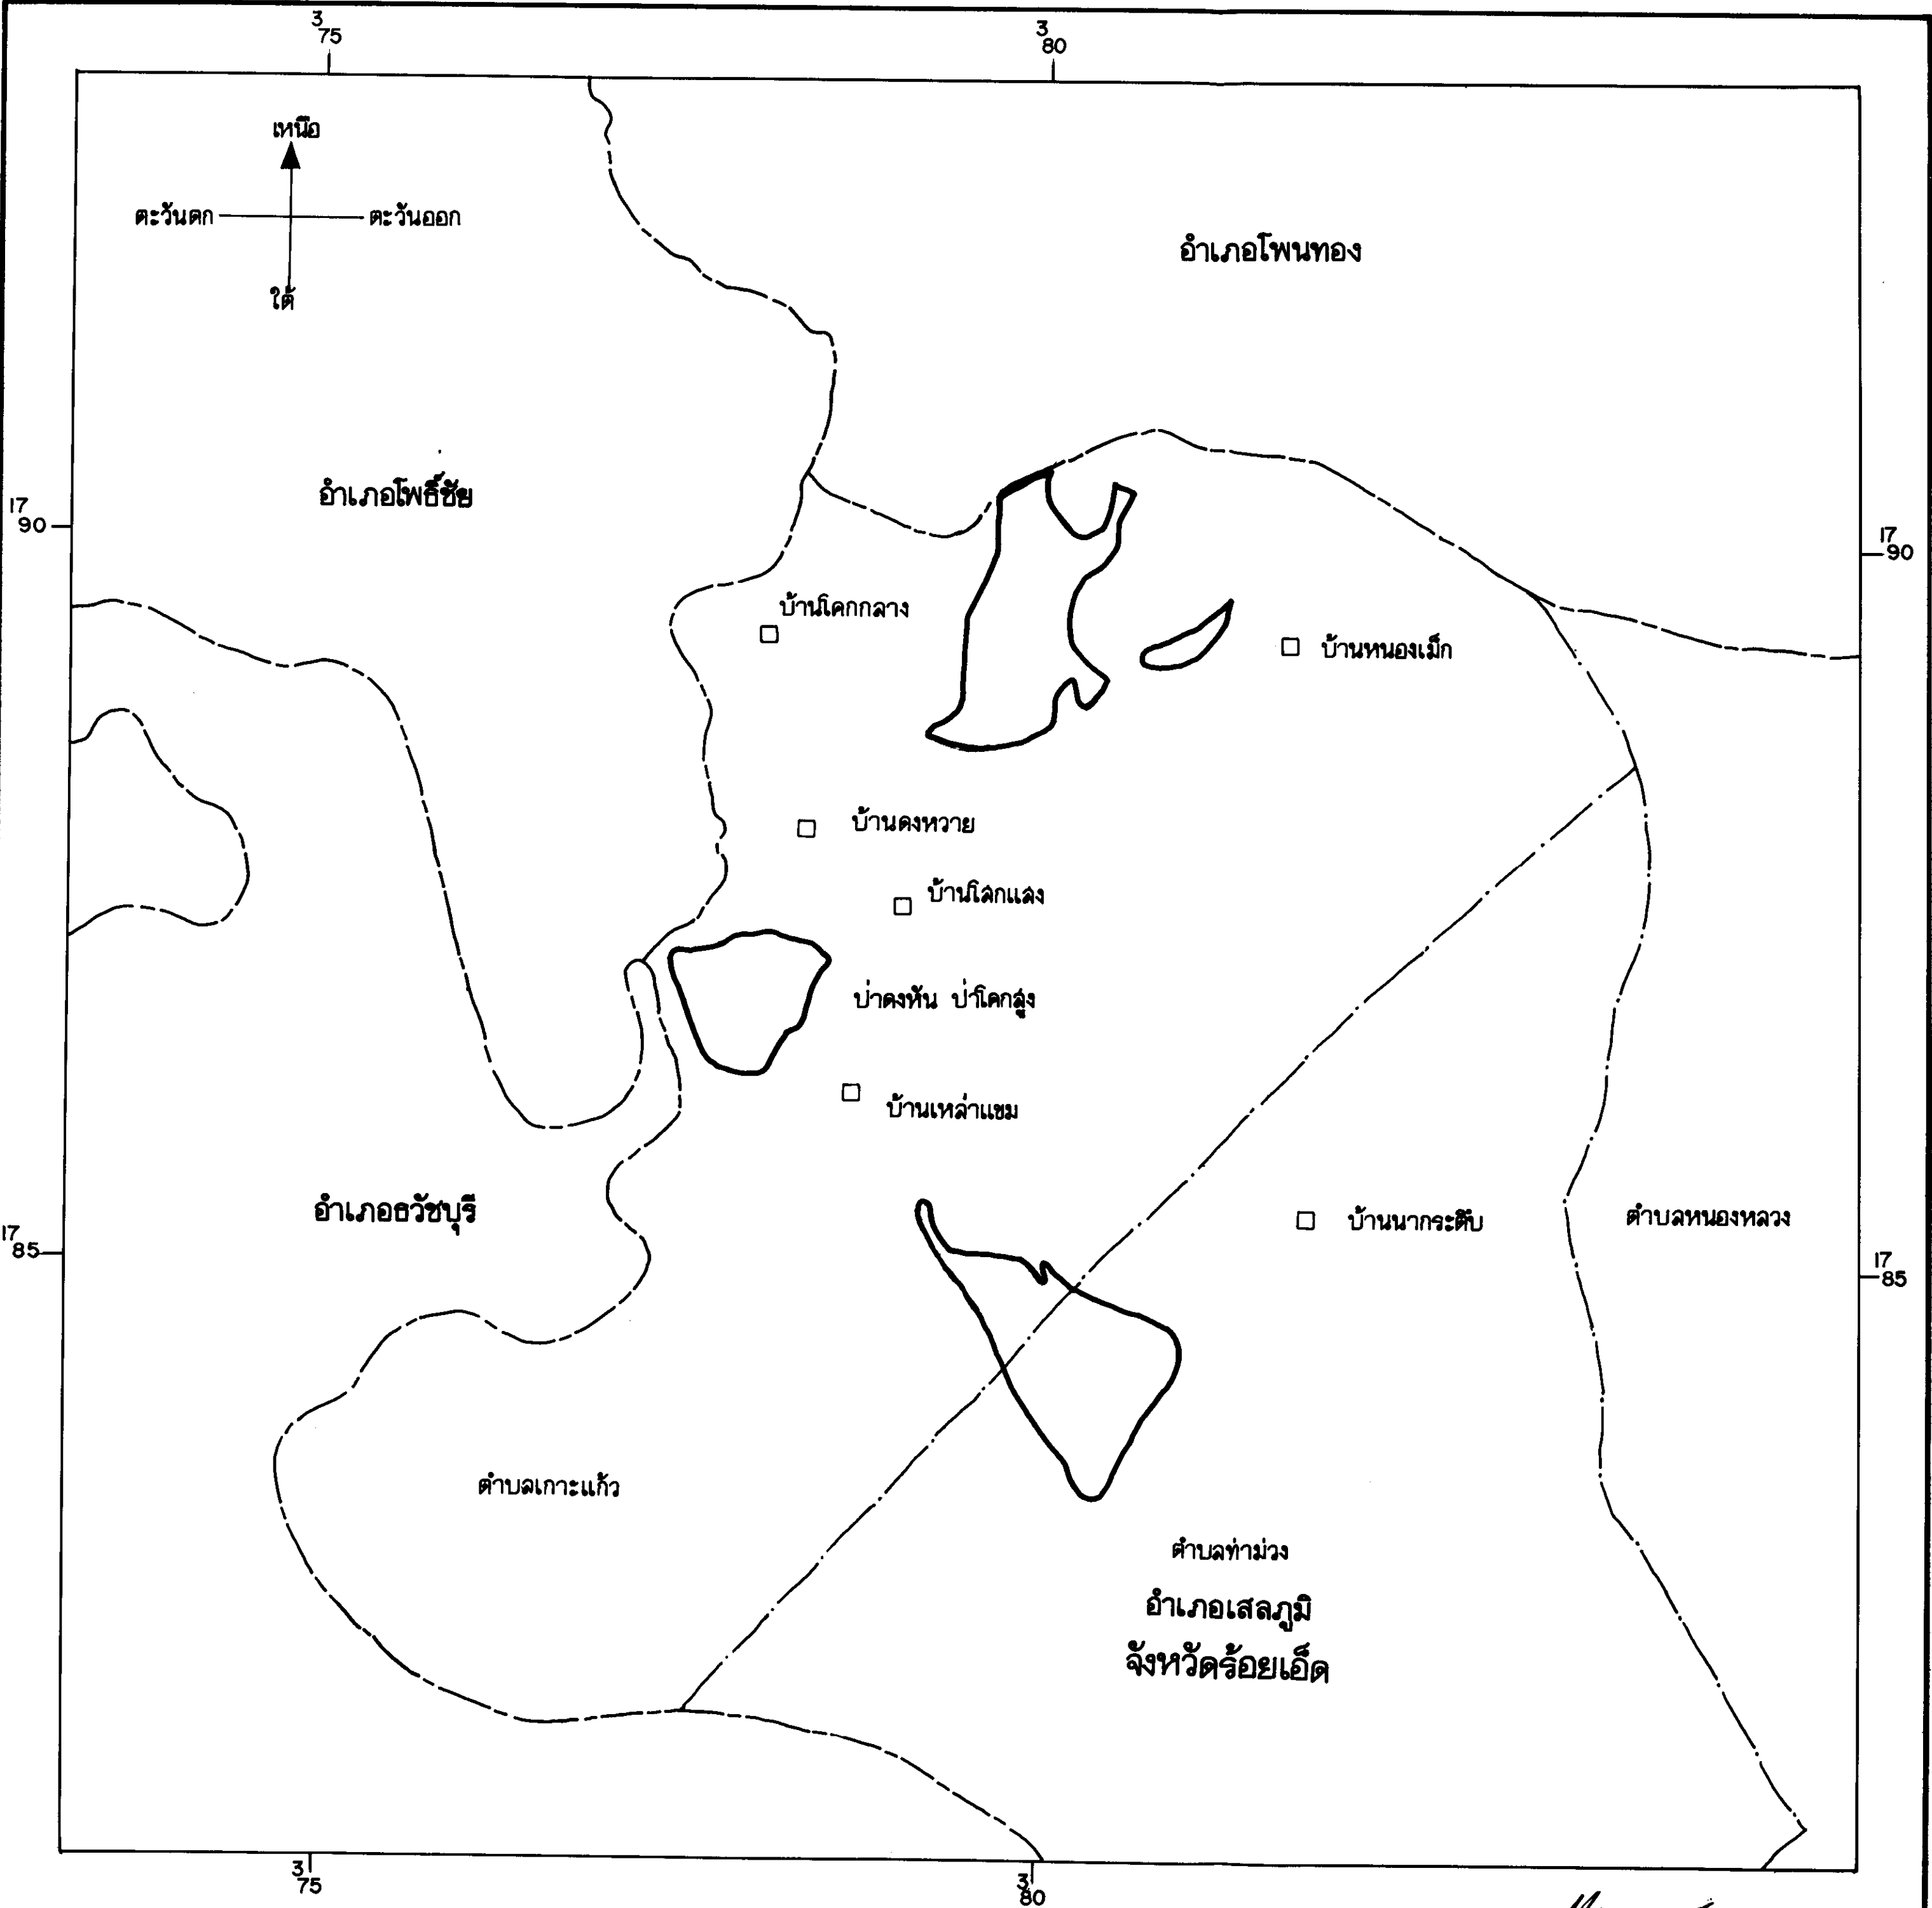 3
75
3
80
เหนือ
ตะวันตก
ตะวันออก
ใต้
อำเภอโพนทอง
อำเภอโพธิ์ชัย
17
90
17
90
บ้านโคกกลาง
บ้านหนองเม็ก
บ้านดงหวาย
บ้านโสกแสง
ป่าดงหัน ป่าโคกสูง
บ้านเหล่าแขม
อำเภอธวัชบุรี
บ้านนากระตึบ
ตำบลหนองหลวง
17
85
17
85
ตำบลเกาะแก้ว
ตำบลท่าม่วง
อำเภอเสลภูมิ
จังหวัดร้อยเอ็ด
3
75
3
80